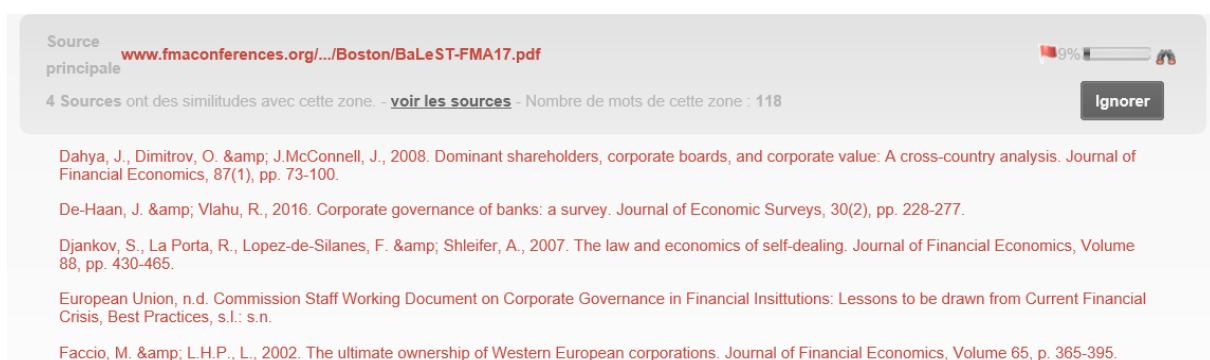 Source
principale
www.fmaconferences.org/.../Boston/BaLeST-FMA17.pdf
9%
4 Sources ont des similitudes avec cette zone. - voir les sources - Nombre de mots de cette zone : 118
Ignorer
Dahya, J., Dimitrov, O. &amp; J.McConnell, J., 2008. Dominant shareholders, corporate boards, and corporate value: A cross-country analysis. Journal of
Financial Economics, 87(1), pp. 73-100.
De-Haan, J. &amp; Vlahu, R., 2016. Corporate governance of banks: a survey. Journal of Economic Surveys, 30(2), pp. 228-277.
Djankov, S., La Porta, R., Lopez-de-Silanes, F. &amp; Shleifer, A., 2007. The law and economics of self-dealing. Journal of Financial Economics, Volume
88, pp. 430-465.
European Union, n.d. Commission Staff Working Document on Corporate Governance in Financial Insittutions: Lessons to be drawn from Current Financial
Crisis, Best Practices, s.l.: s.n.
Faccio, M. &amp; L.H.P., L., 2002. The ultimate ownership of Western European corporations. Journal of Financial Economics, Volume 65, p. 365-395.